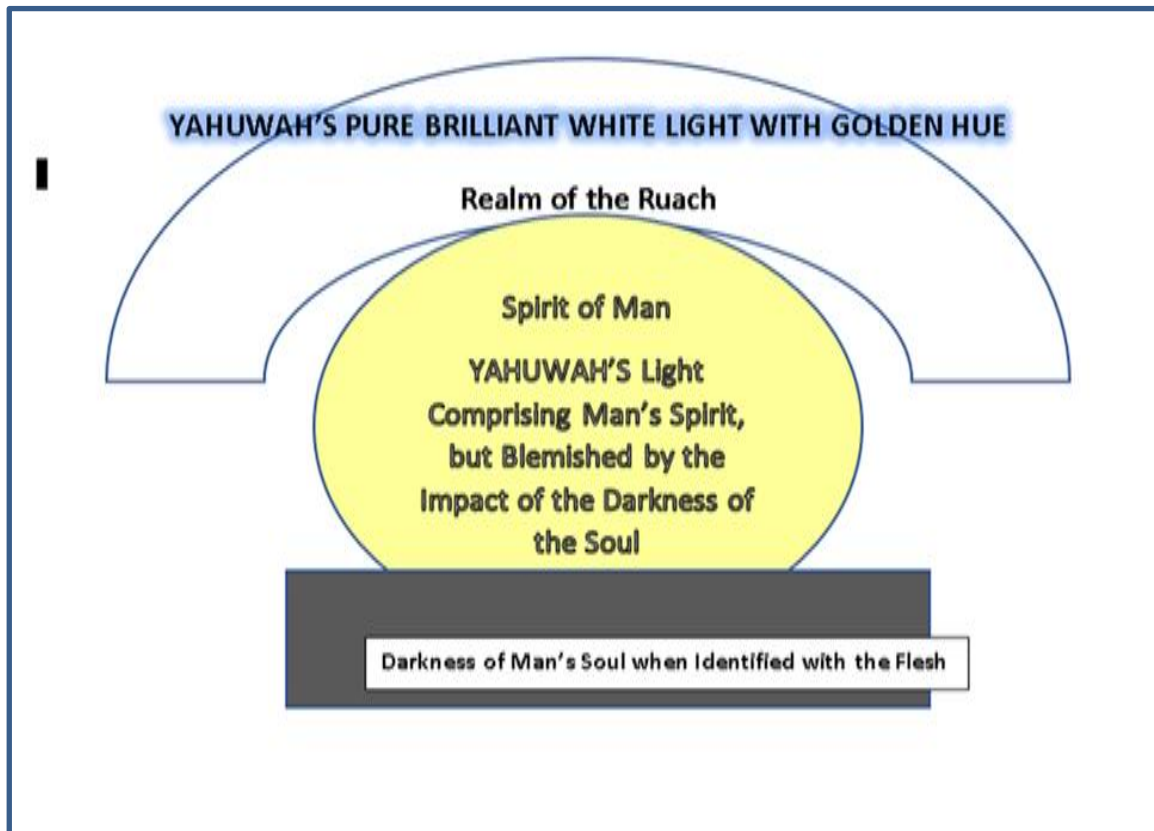 YAHUWAH'S PURE BRILLIANT WHITE LIGHT WITH GOLDEN HUE
Realm of the Ruach
Spirit of Man
YAHUWAH'S Light
Comprising Man's Spirit,
but Blemished by the
Impact of the Darkness of
the Soul
Darkness of Man's Soul when Identified with the Flesh